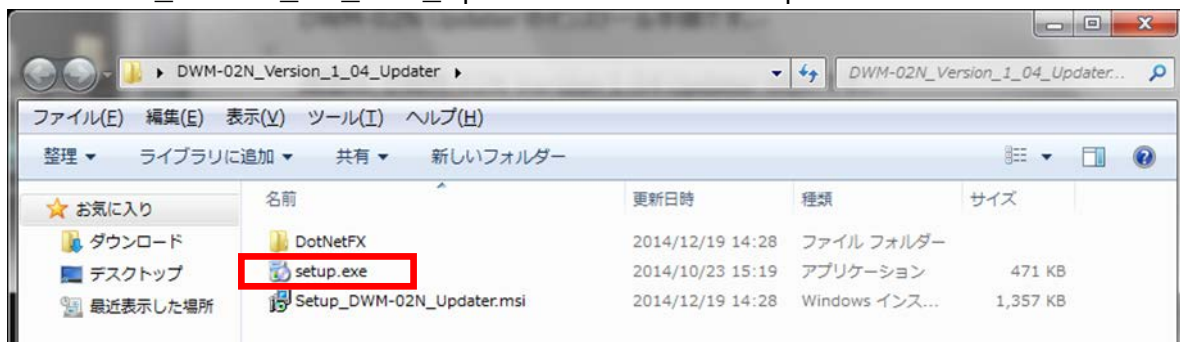 DWM-02N_Version_1_04_Updater
DWM-02N_Version_1_04_Updater...
ファイル(F) 編集(E) 表示(V) ツール(T) ヘルプ(H)
整理 ライブラリに追加 共有 新しいフォルダー
お気に入り
ダウンロード
デスクトップ
最近表示した場所
名前 更新日時 種類 サイズ
DotNetFX 2014/12/19 14:28 ファイル フォルダー
setup.exe 2014/10/23 15:19 アプリケーション 471 KB
Setup_DWM-02N_Updater.msi 2014/12/19 14:28 Windows インス... 1,357 KB